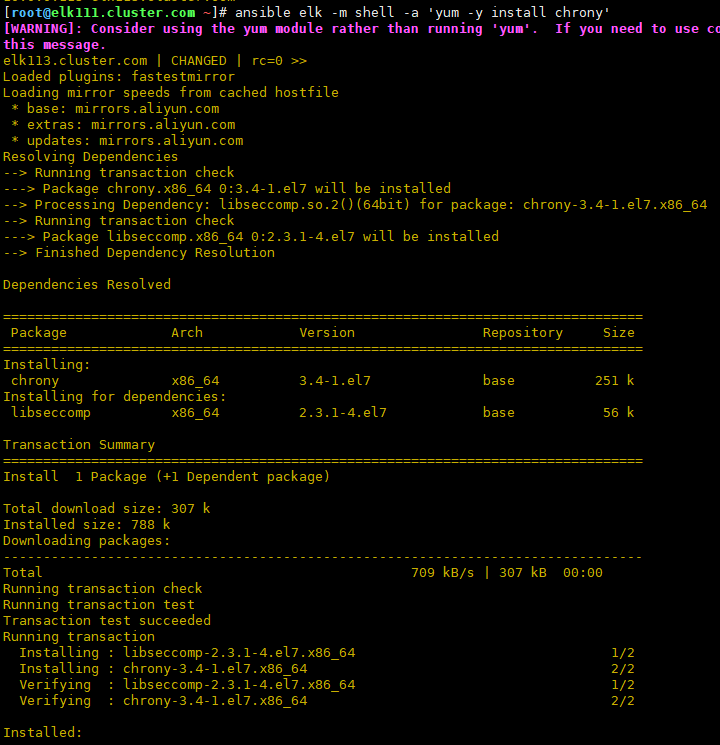 [root@elk111.cluster.com ~]# ansible elk -m shell -a 'yum -y install chrony'
[WARNING]: Consider using the yum module rather than running 'yum'.  If you need to use co
this message.
elk113.cluster.com | CHANGED | rc=0 >>
Loaded plugins: fastestmirror
Loading mirror speeds from cached hostfile
 * base: mirrors.aliyun.com
 * extras: mirrors.aliyun.com
 * updates: mirrors.aliyun.com
Resolving Dependencies
--> Running transaction check
---> Package chrony.x86_64 0:3.4-1.el7 will be installed
--> Processing Dependency: libseccomp.so.2()(64bit) for package: chrony-3.4-1.el7.x86_64
--> Running transaction check
---> Package libseccomp.x86_64 0:2.3.1-4.el7 will be installed
--> Finished Dependency Resolution

Dependencies Resolved

================================================================================
 Package             Arch            Version                Repository     Size
================================================================================
Installing:
 chrony              x86_64          3.4-1.el7              base          251 k
Installing for dependencies:
 libseccomp          x86_64          2.3.1-4.el7            base           56 k

Transaction Summary
================================================================================
Install  1 Package (+1 Dependent package)

Total download size: 307 k
Installed size: 788 k
Downloading packages:
--------------------------------------------------------------------------------
Total                                              709 kB/s | 307 kB  00:00
Running transaction check
Running transaction test
Transaction test succeeded
Running transaction
  Installing : libseccomp-2.3.1-4.el7.x86_64                                1/2
  Installing : chrony-3.4-1.el7.x86_64                                      2/2
  Verifying  : libseccomp-2.3.1-4.el7.x86_64                                1/2
  Verifying  : chrony-3.4-1.el7.x86_64                                      2/2

Installed: